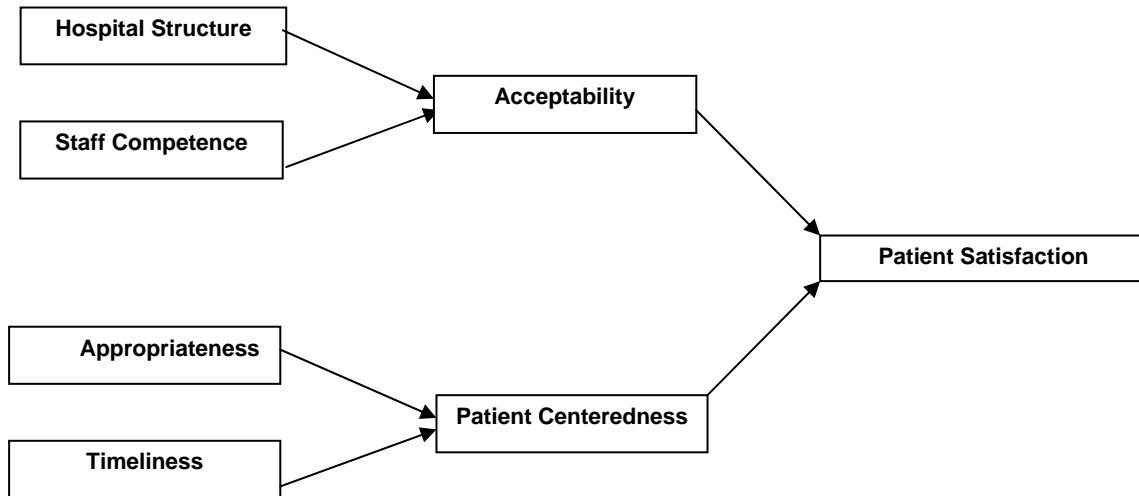 Hospital Structure
Staff Competence
Acceptability
Patient Satisfaction
Appropriateness
Timeliness
Patient Centeredness